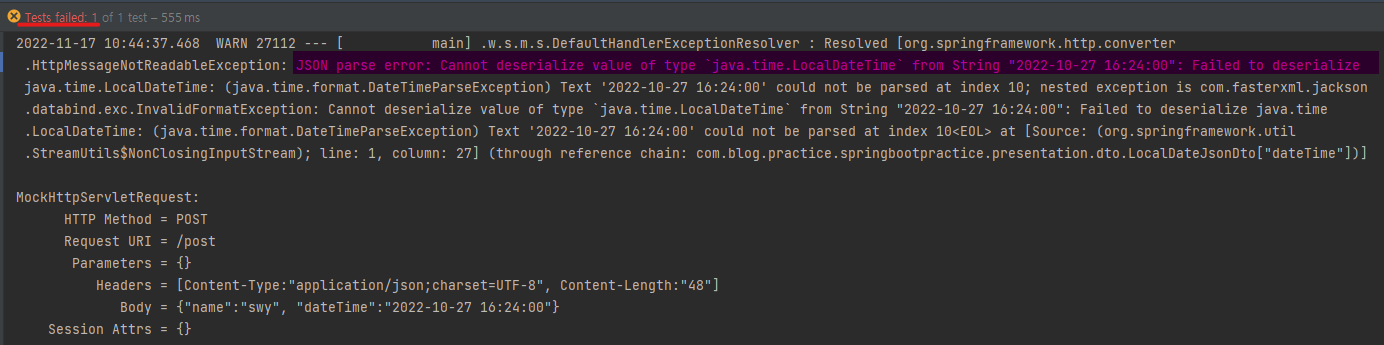 Tests failed: 1 of 1 test – 555 ms
2022-11-17 10:44:37.468  WARN 27112 --- [           main] .w.s.m.s.DefaultHandlerExceptionResolver : Resolved [org.springframework.http.converter
.HttpMessageNotReadableException: JSON parse error: Cannot deserialize value of type `java.time.LocalDateTime` from String "2022-10-27 16:24:00": Failed to deserialize
java.time.LocalDateTime: (java.time.format.DateTimeParseException) Text '2022-10-27 16:24:00' could not be parsed at index 10; nested exception is com.fasterxml.jackson
.databind.exc.InvalidFormatException: Cannot deserialize value of type `java.time.LocalDateTime` from String "2022-10-27 16:24:00": Failed to deserialize java.time
.LocalDateTime: (java.time.format.DateTimeParseException) Text '2022-10-27 16:24:00' could not be parsed at index 10<EOL> at [Source: (org.springframework.util
.StreamUtils$NonClosingInputStream); line: 1, column: 27] (through reference chain: com.blog.practice.springbootpractice.presentation.dto.LocalDateJsonDto["dateTime"])]
MockHttpServletRequest:
HTTP Method = POST
Request URI = /post
Parameters = {}
Headers = [Content-Type:"application/json;charset=UTF-8", Content-Length:"48"]
Body = {"name":"swy", "dateTime":"2022-10-27 16:24:00"}
Session Attrs = {}